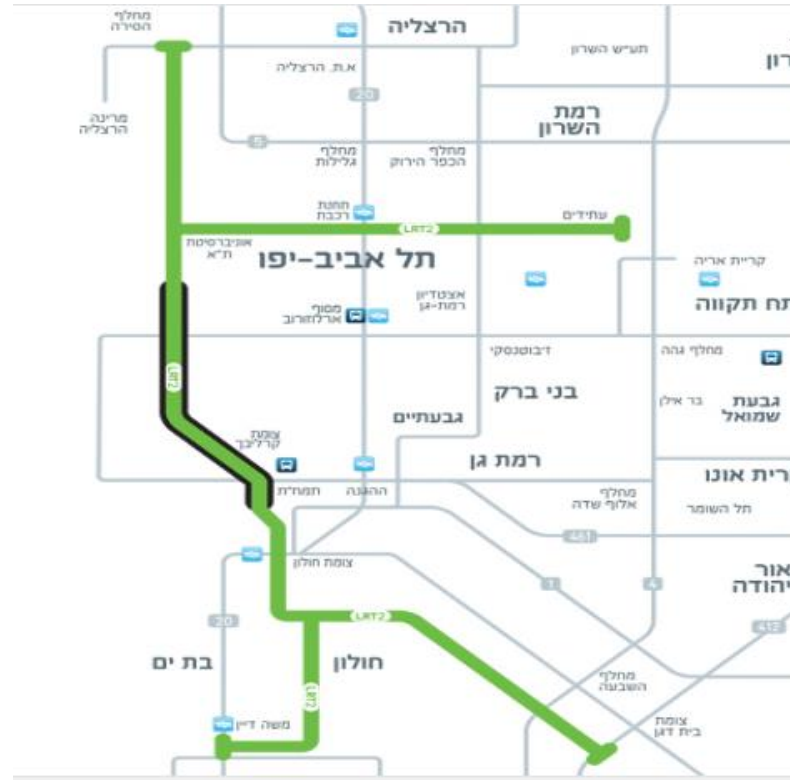 מחלף
הסירה
הרצליה
תע״ש השרון
רון
א.ת. הרצליה
20
מרינה
הרצליה
רמת
השרון
5
מחלף
גלילות
מחלף
הכפר הירוק
תחנת
רכבת
LRT2
עתידים
אוניברסיטת
ת״א
תל אביב-יפו
קריית אריה
אצטדיון
רמת-גן
מסוף
ארלוזורוב
תח תקווה
ז׳בוטנסקי
מחלף גהה
LRT2
בני ברק
בר אילן
גבעת
שמואל
גבעתיים
צומת
קרליבך
רמת גן
רית אונו
תמח״ת
ההגנה
מחלף
אלוף שדה
תל השומר
461
צומת חולון
אור
יהודה
1
4
20
LRT2
412
בת ים
חולון
LRT2
מחלף
השבעה
משה דיין
צומת
בית דגן